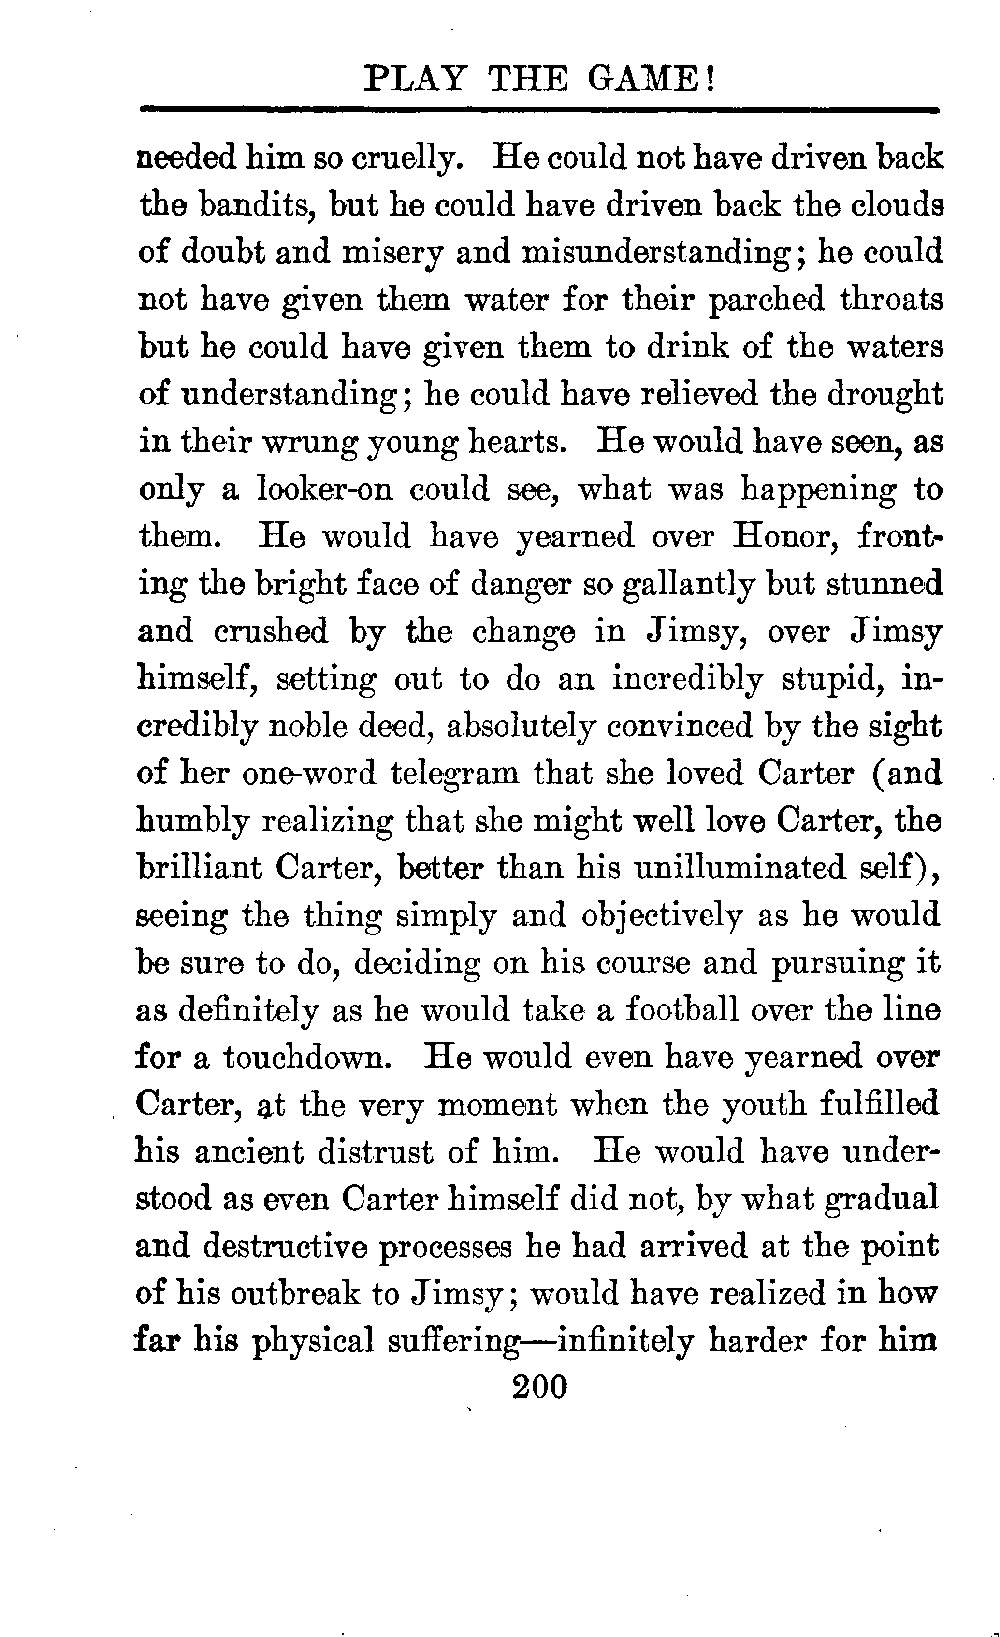 PLAY THE GAME!
needed him so cruelly. He could not have driven back
the bandits, but he could have driven back the clouds
of doubt and misery and misunderstanding; he could
not have given them water for their parched throats
but he could have given them to drink of the waters
of understanding; he could have relieved the drought
in their wrung young hearts. He would have seen, as
only a looker-on could see, what was happening to
them. He would have yearned over Honor, front-
ing the bright face of danger so gallantly but stunned
and crushed by the change in Jimsy, over Jimsy
himself, setting out to do an incredibly stupid, in-
credibly noble deed, absolutely convinced by the sight
of her one-word telegram that she loved Carter (and
humbly realizing that she might well love Carter, the
brilliant Carter, better than his unilluminated self),
seeing the thing simply and objectively as he would
be sure to do, deciding on his course and pursuing it
as definitely as he would take a football over the line
for a touchdown. He would even have yearned over
Carter, at the very moment when the youth fulfilled
his ancient distrust of him. He would have under-
stood as even Carter himself did not, by what gradual
and destructive processes he had arrived at the point
of his outbreak to Jimsy; would have realized in how
far his physical suffering—infinitely harder for him
200